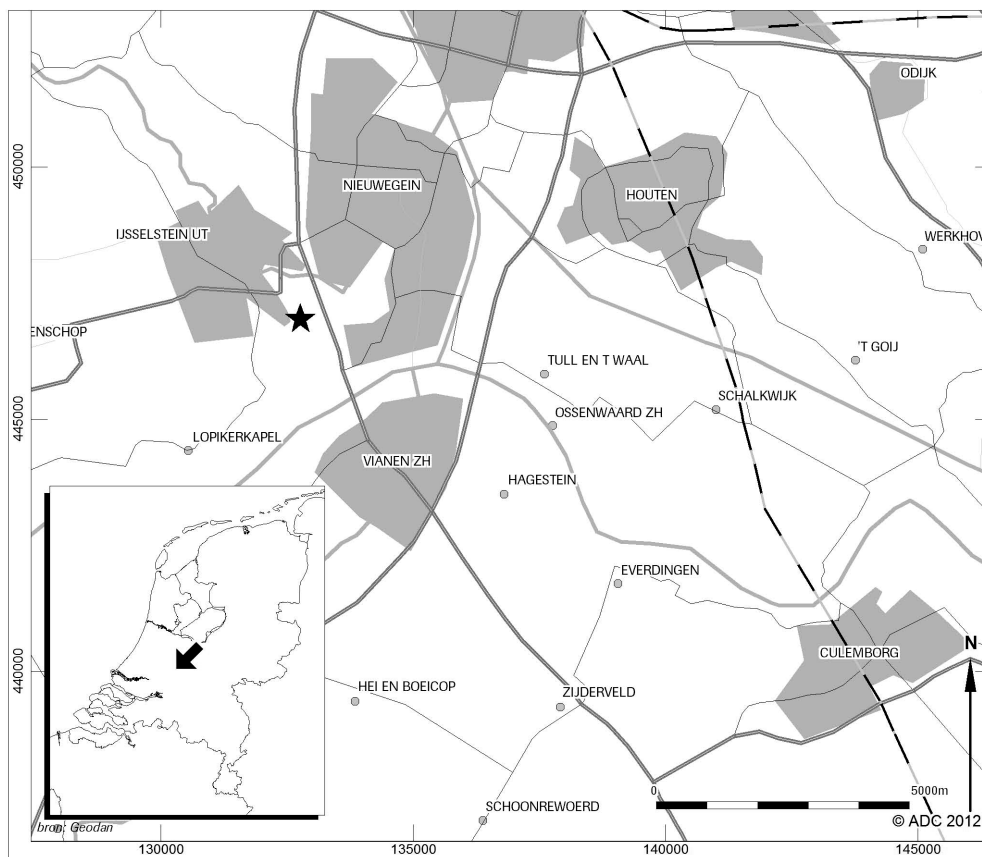 ODIJK
450000
NIEUWEGEIN
HOUTEN
IJSSELSTEIN UT
WERKHOV
ENSCHOP
TULL EN T WAAL
'T GOIJ
SCHALKWIJK
OSSENWAARD ZH
445000
LOPIKERKAPEL
VIANEN ZH
HAGESTEIN
EVERDINGEN
N
CULEMBORG
440000
HEI EN BOEICOP
ZIJDERVELD
0
5000m
SCHOONREWOERD
© ADC 2012
bron: Geodan
130000
135000
140000
145000